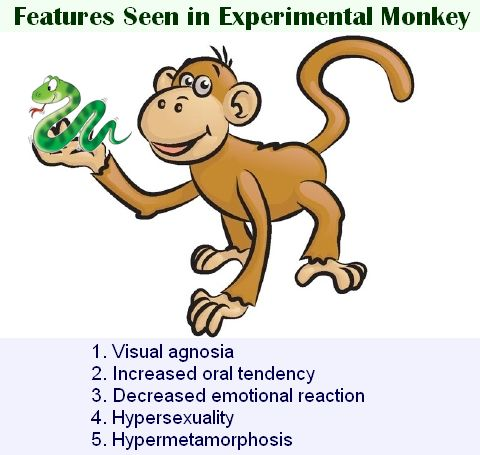 Features Seen in Experimental Monkey
1. Visual agnosia
2. Increased oral tendency
3. Decreased emotional reaction
4. Hypersexuality
5. Hypermetamorphosis